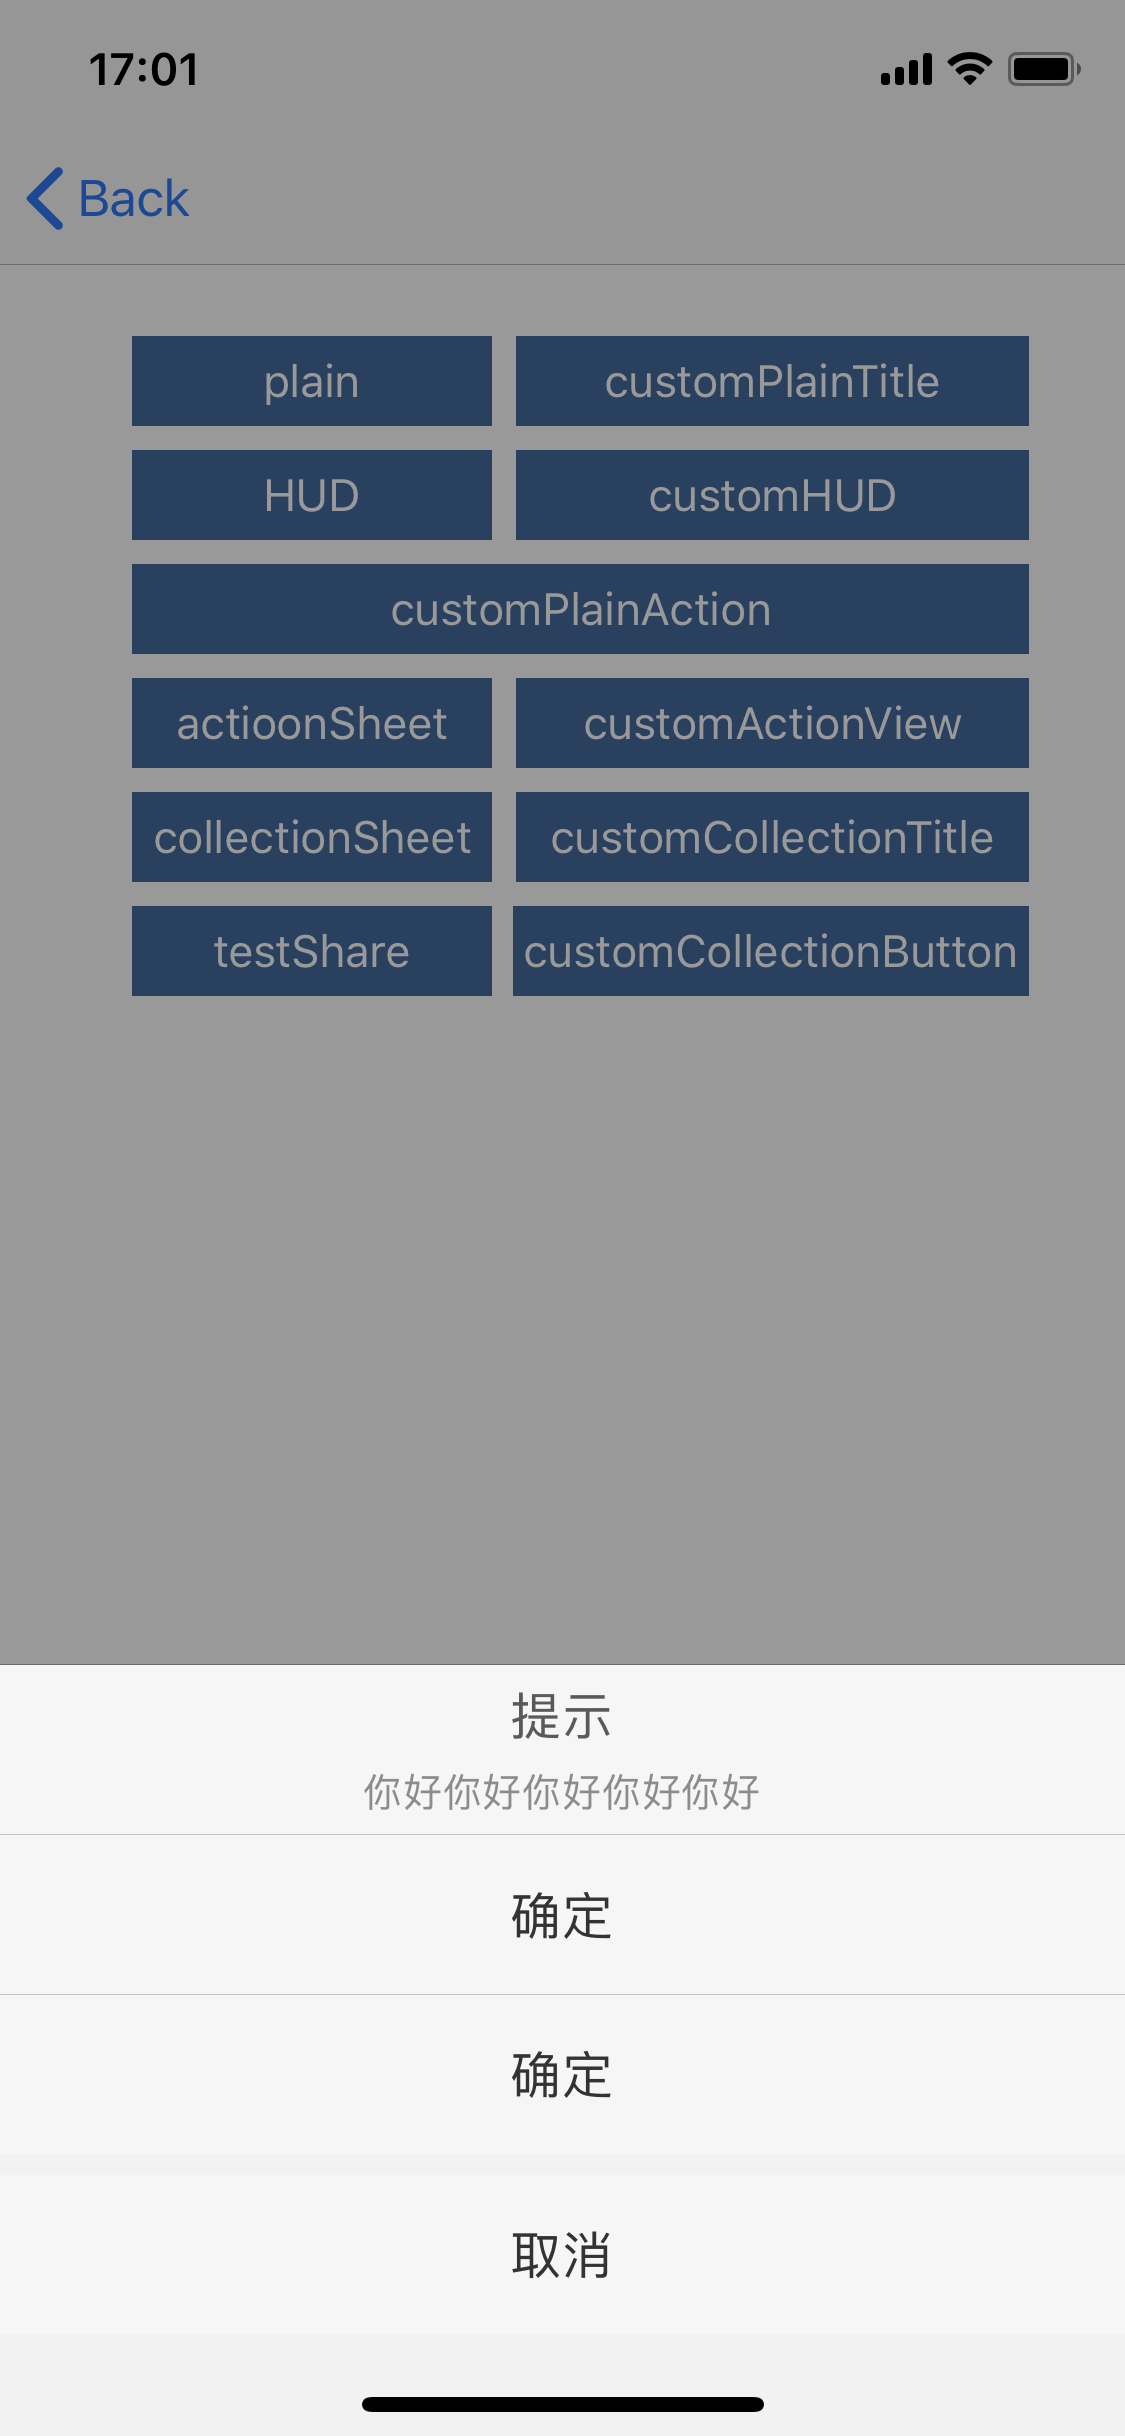 17:01
Back
plain
customPlainTitle
HUD
customHUD
customPlainAction
actioonSheet
customActionView
collectionSheet
customCollectionTitle
testShare
customCollectionButton
提示
你好你好你好你好你好
确定
确定
取消